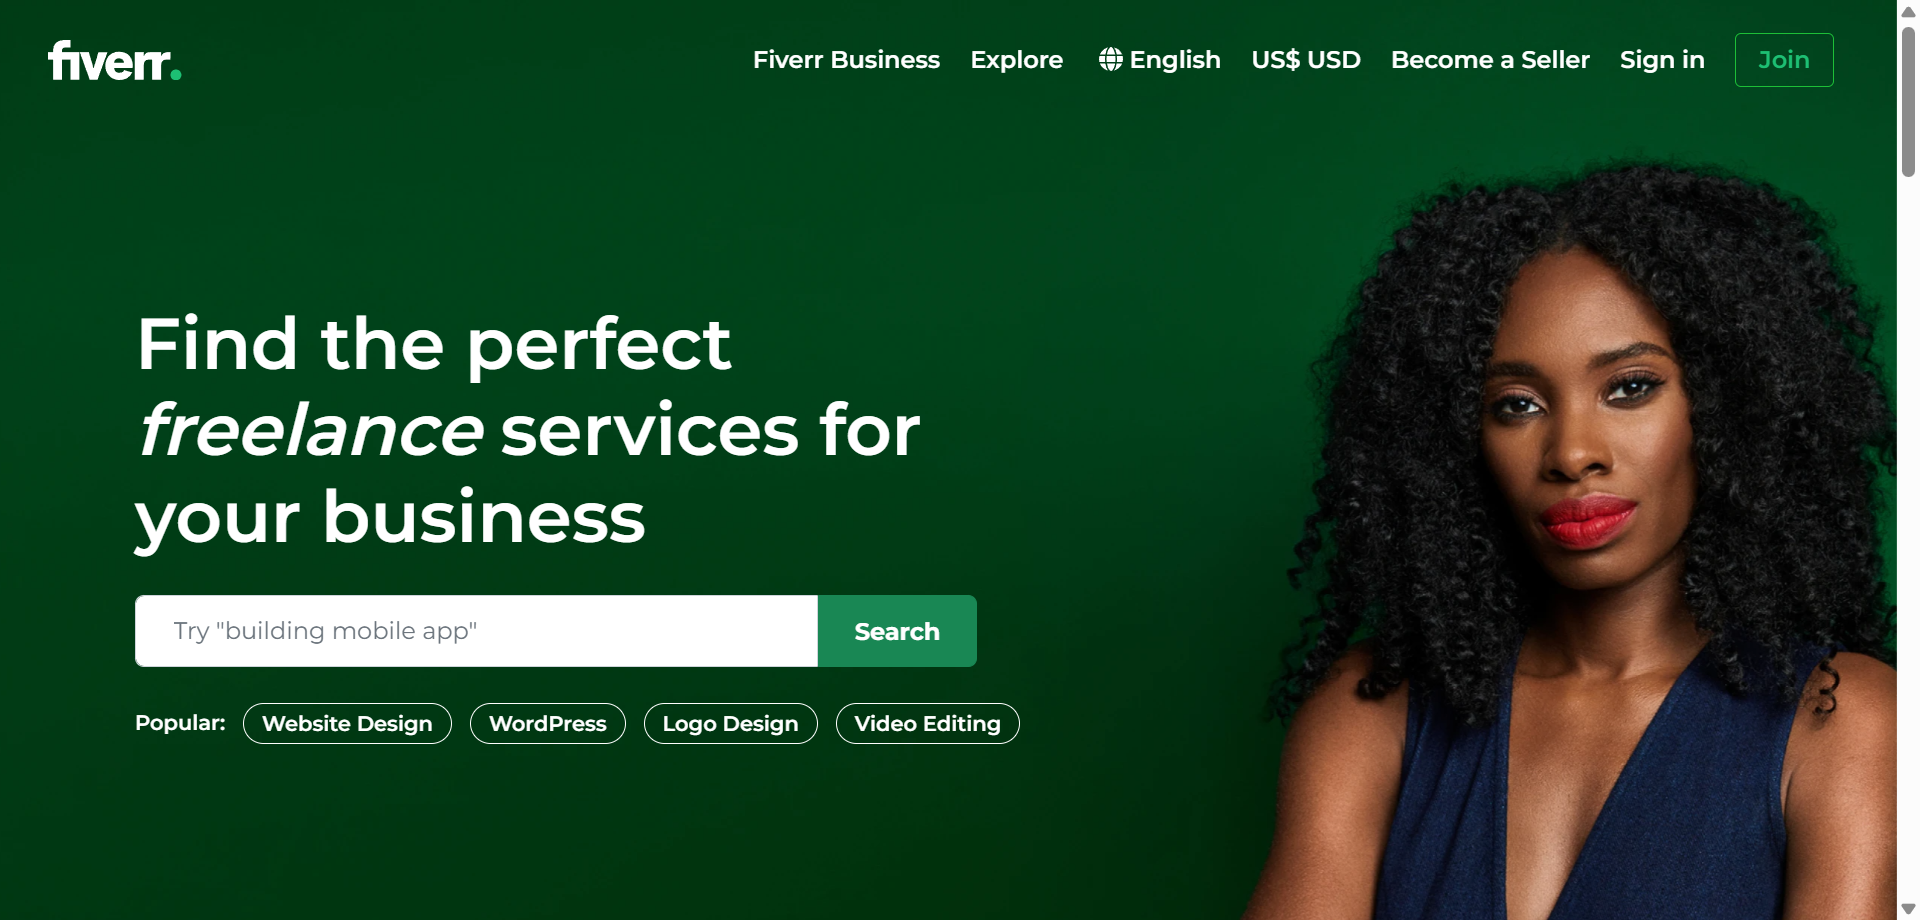 fiverr.
Fiverr Business Explore English US$ USD Become a Seller Sign in Join
Find the perfect
freelance services for
your business
Try "building mobile app" Search
Popular: Website Design WordPress Logo Design Video Editing